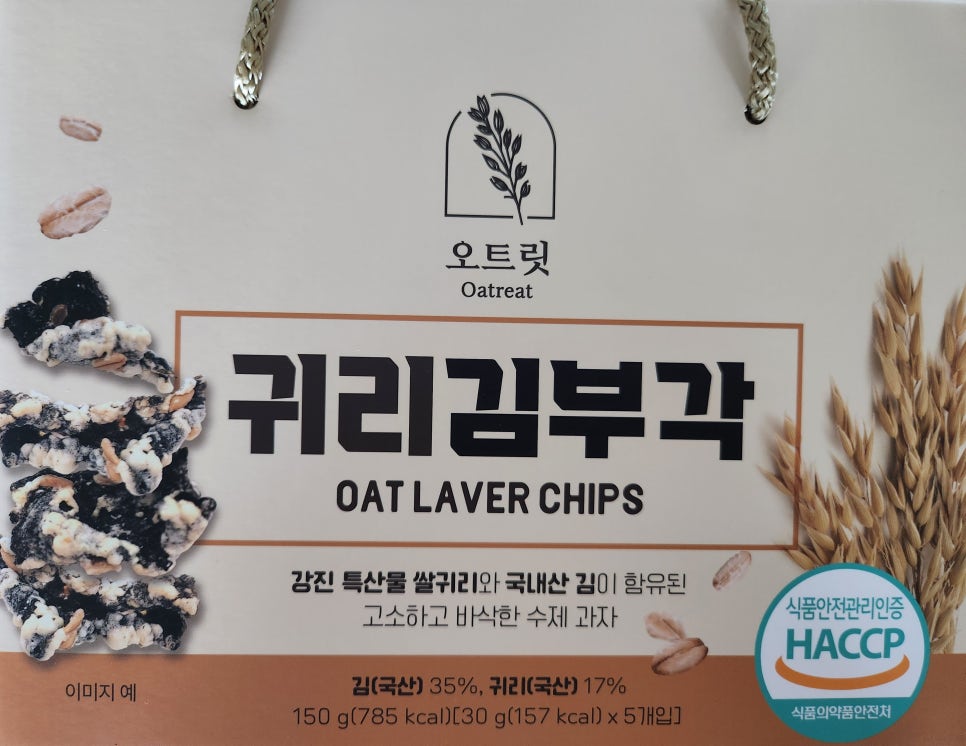 오트릿
Oatreat
귀리김부각
OAT LAVER CHIPS
강진 특산물 쌀귀리와 국내산 김이 함유된
고소하고 바삭한 수제 과자
식품안전관리인증
HACCP
식품의약품안전처
이미지 예
김(국산) 35%, 귀리(국산) 17%
150 g(785 kcal)[30 g(157 kcal) x 5개입]